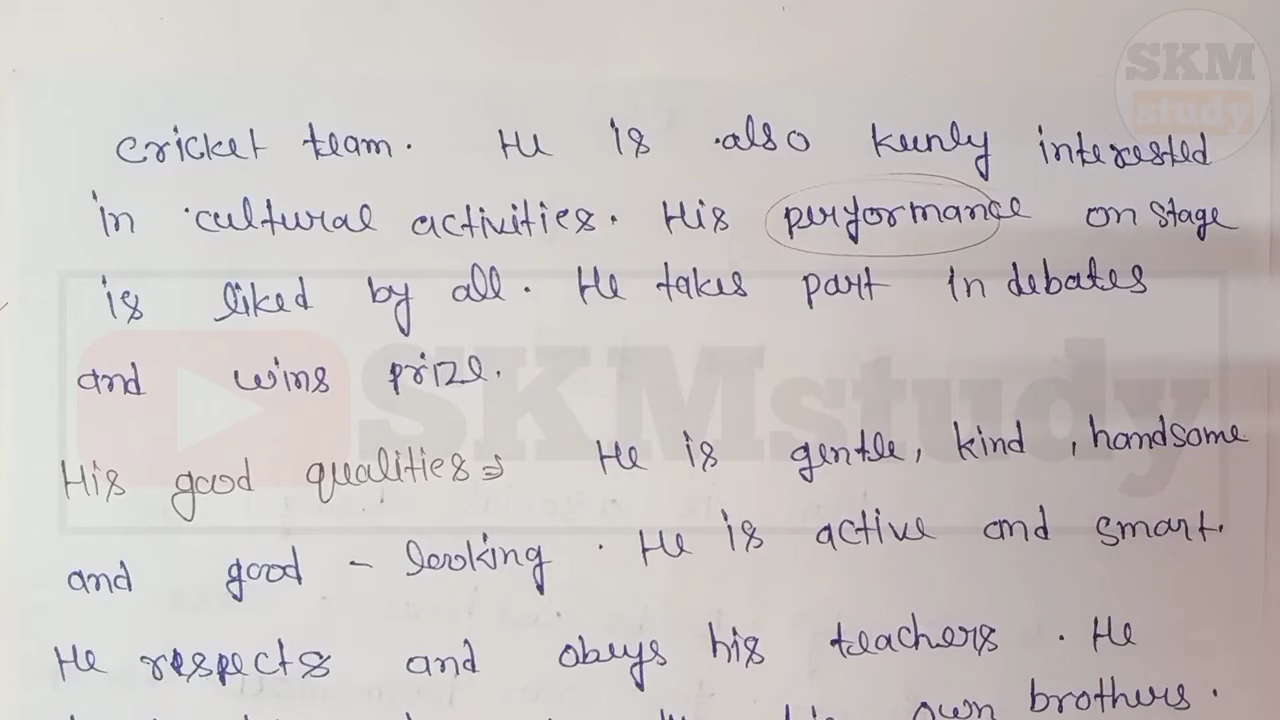 SKM
study
cricket team. He is also keenly interested
in cultural activities. His performance on stage
is liked by all. He takes part in debates
and wins prize.
SKMstudy
His good qualities ⇒ He is gentle, kind, handsome
and good - looking. He is active and smart.
He respects and obeys his teachers. He
own brothers.